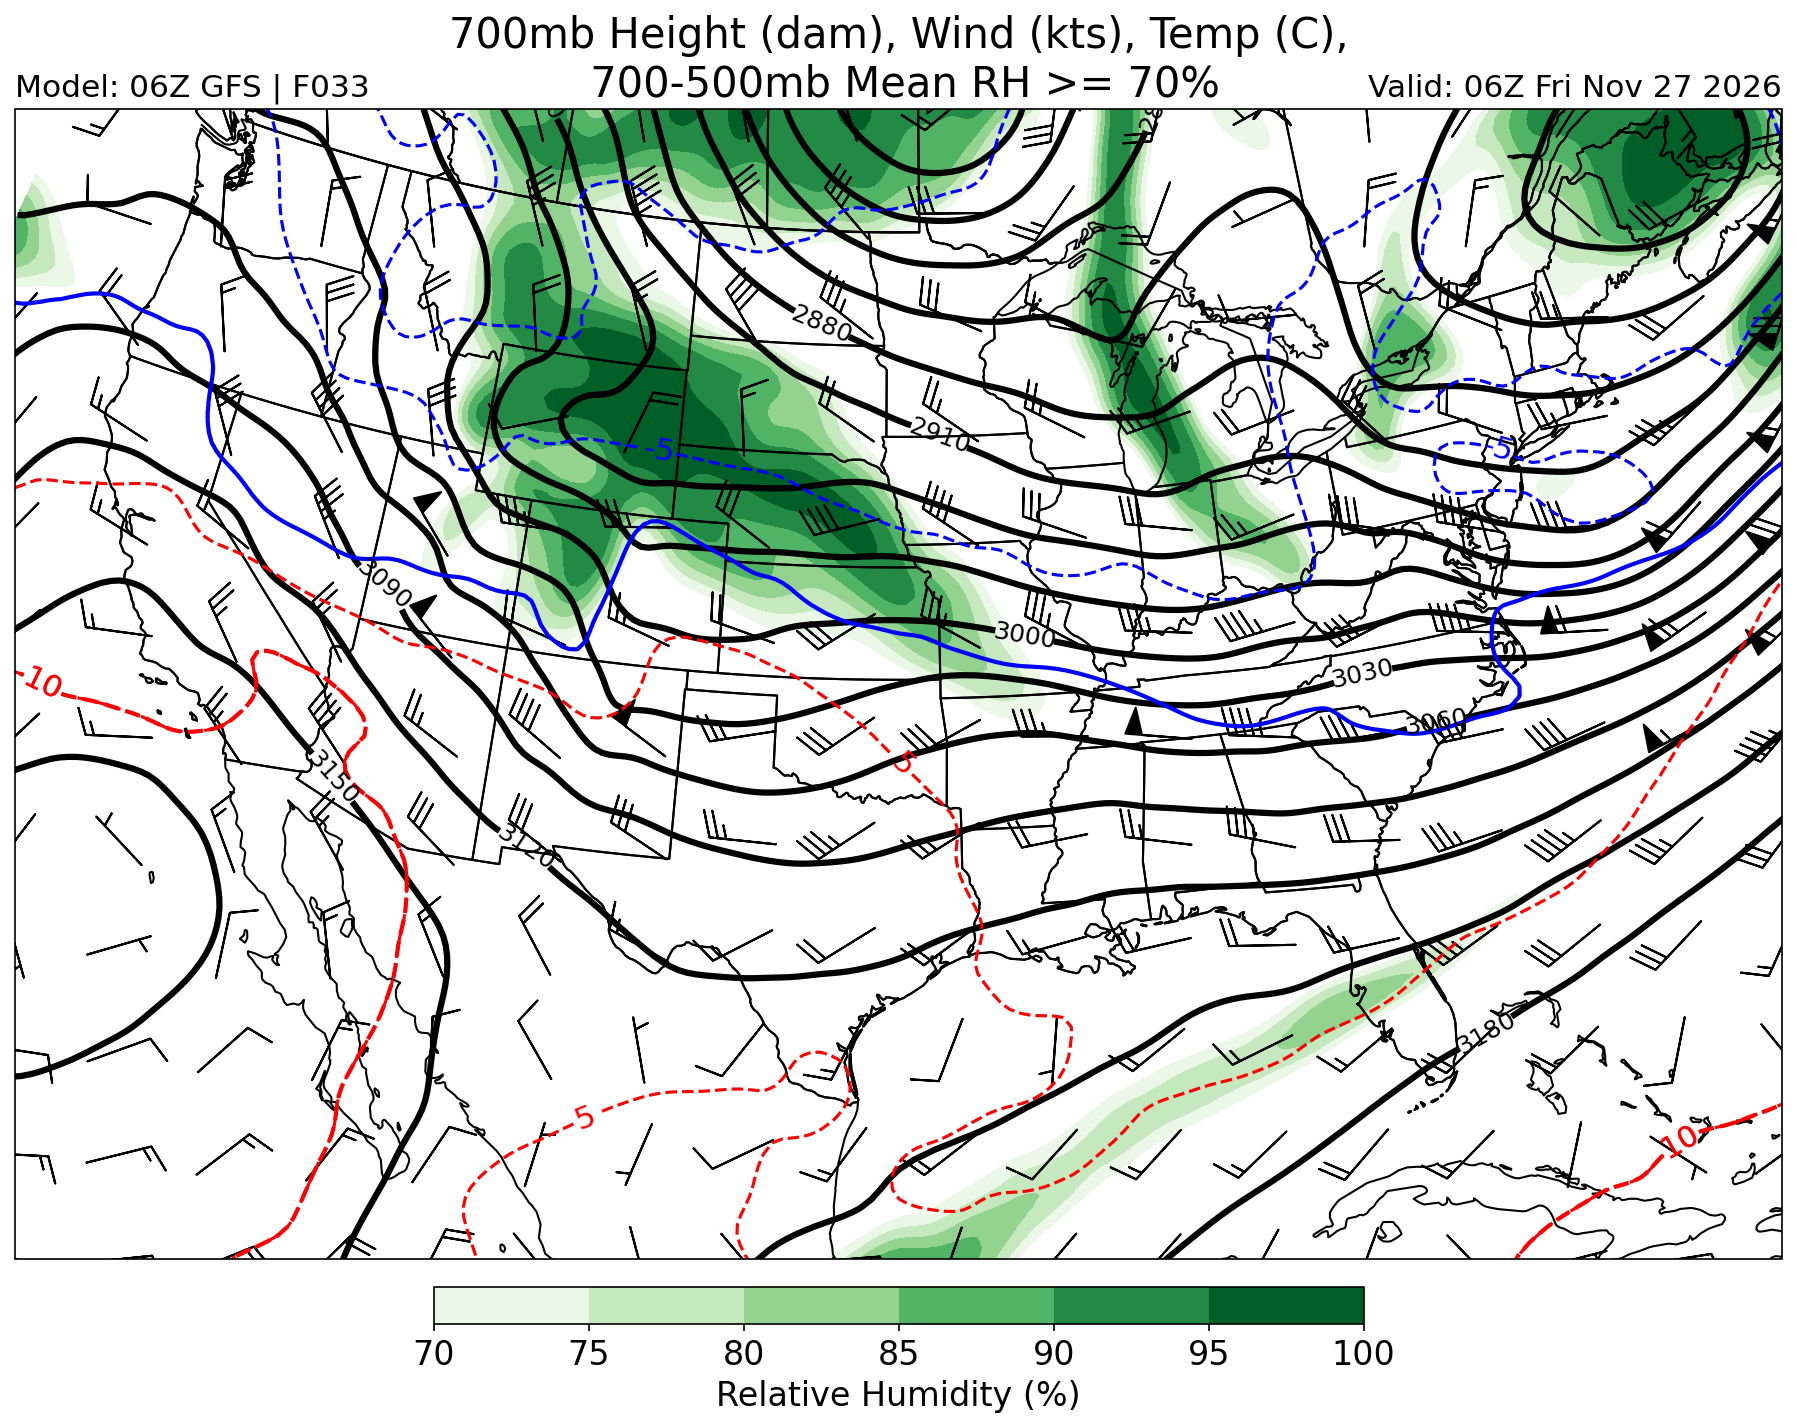 700mb Height (dam), Wind (kts), Temp (C),
700-500mb Mean RH >= 70%
Model: 06Z GFS | F033
Valid: 06Z Fri Nov 27 2026
2880
2910
-5
-5
3090
3000
3030
3060
10
5
3150
3120
3180
5
10
70 75 80 85 90 95 100
Relative Humidity (%)